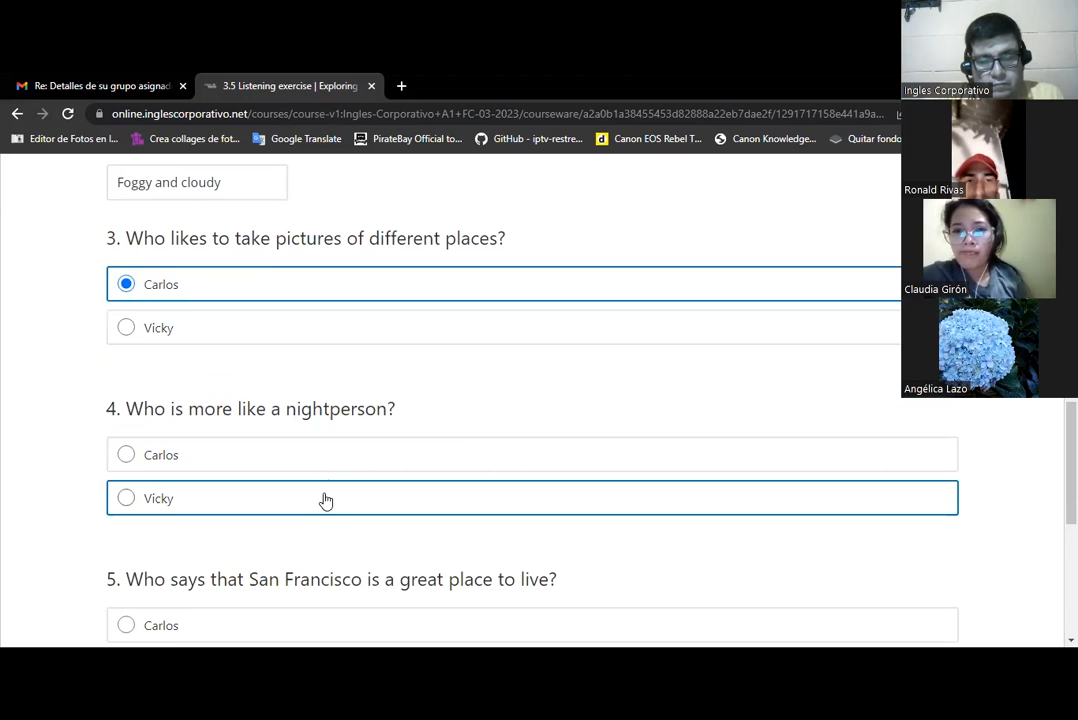 Re: Detalles de su grupo asignad
3.5 Listening exercise | Exploring
online.inglescorporativo.net/courses/course-v1:Ingles-Corporativo+A1+FC-03-2023/courseware/a2a0b1a38455453d82888a22eb7dae2f/1291717158e441a9a...
Editor de Fotos en l...
Crea collages de fot...
Google Translate
PirateBay Official to...
GitHub - iptv-restre...
Canon EOS Rebel T...
Canon Knowledge...
Quitar fondo
Foggy and cloudy
3. Who likes to take pictures of different places?
Carlos
Vicky
4. Who is more like a nightperson?
Carlos
Vicky
5. Who says that San Francisco is a great place to live?
Carlos
Ingles Corporativo
Ronald Rivas
Claudia Girón
Angélica Lazo